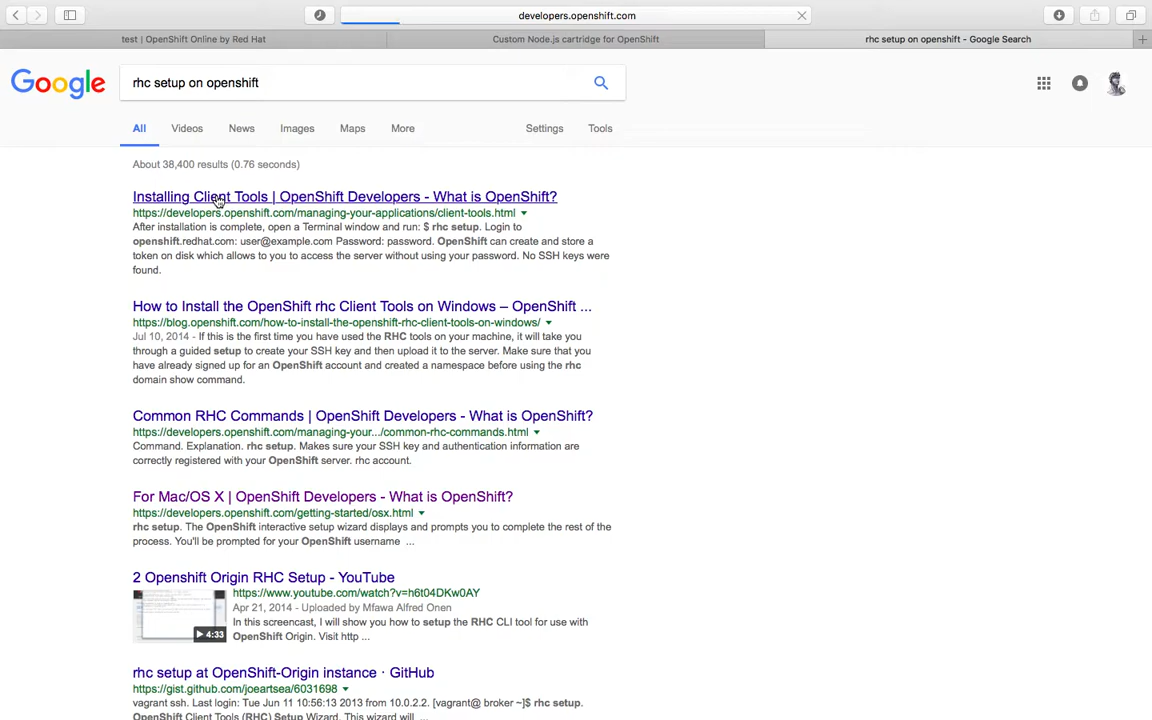 developers.openshift.com
test | OpenShift Online by Red Hat
Custom Node.js cartridge for OpenShift
rhc setup on openshift - Google Search
Google
rhc setup on openshift
All
Videos
News
Images
Maps
More
Settings
Tools
About 38,400 results (0.76 seconds)
Installing Client Tools | OpenShift Developers - What is OpenShift?
https://developers.openshift.com/managing-your-applications/client-tools.html
After installation is complete, open a Terminal window and run: $ rhc setup. Login to
openshift.redhat.com: user@example.com Password: password. OpenShift can create and store a
token on disk which allows to you to access the server without using your password. No SSH keys were
found.
How to Install the OpenShift rhc Client Tools on Windows – OpenShift ...
https://blog.openshift.com/how-to-install-the-openshift-rhc-client-tools-on-windows/
Jul 10, 2014 - If this is the first time you have used the RHC tools on your machine, it will take you
through a guided setup to create your SSH key and then upload it to the server. Make sure that you
have already signed up for an OpenShift account and created a namespace before using the rhc
domain show command.
Common RHC Commands | OpenShift Developers - What is OpenShift?
https://developers.openshift.com/managing-your.../common-rhc-commands.html
Command. Explanation. rhc setup. Makes sure your SSH key and authentication information are
correctly registered with your OpenShift server. rhc account.
For Mac/OS X | OpenShift Developers - What is OpenShift?
https://developers.openshift.com/getting-started/osx.html
rhc setup. The OpenShift interactive setup wizard displays and prompts you to complete the rest of the
process. You'll be prompted for your OpenShift username ...
2 Openshift Origin RHC Setup - YouTube
https://www.youtube.com/watch?v=h6t04DKw0AY
Apr 21, 2014 - Uploaded by Mfawa Alfred Onen
In this screencast, I will show you how to setup the RHC CLI tool for use with
OpenShift Origin. Visit http ...
4:33
rhc setup at OpenShift-Origin instance · GitHub
https://gist.github.com/joeartsea/6031698
vagrant ssh. Last login: Tue Jun 11 10:56:13 2013 from 10.0.2.2. [vagrant@ broker ~]$ rhc setup.
OpenShift Client Tools (RHC) Setup Wizard. This wizard will ...